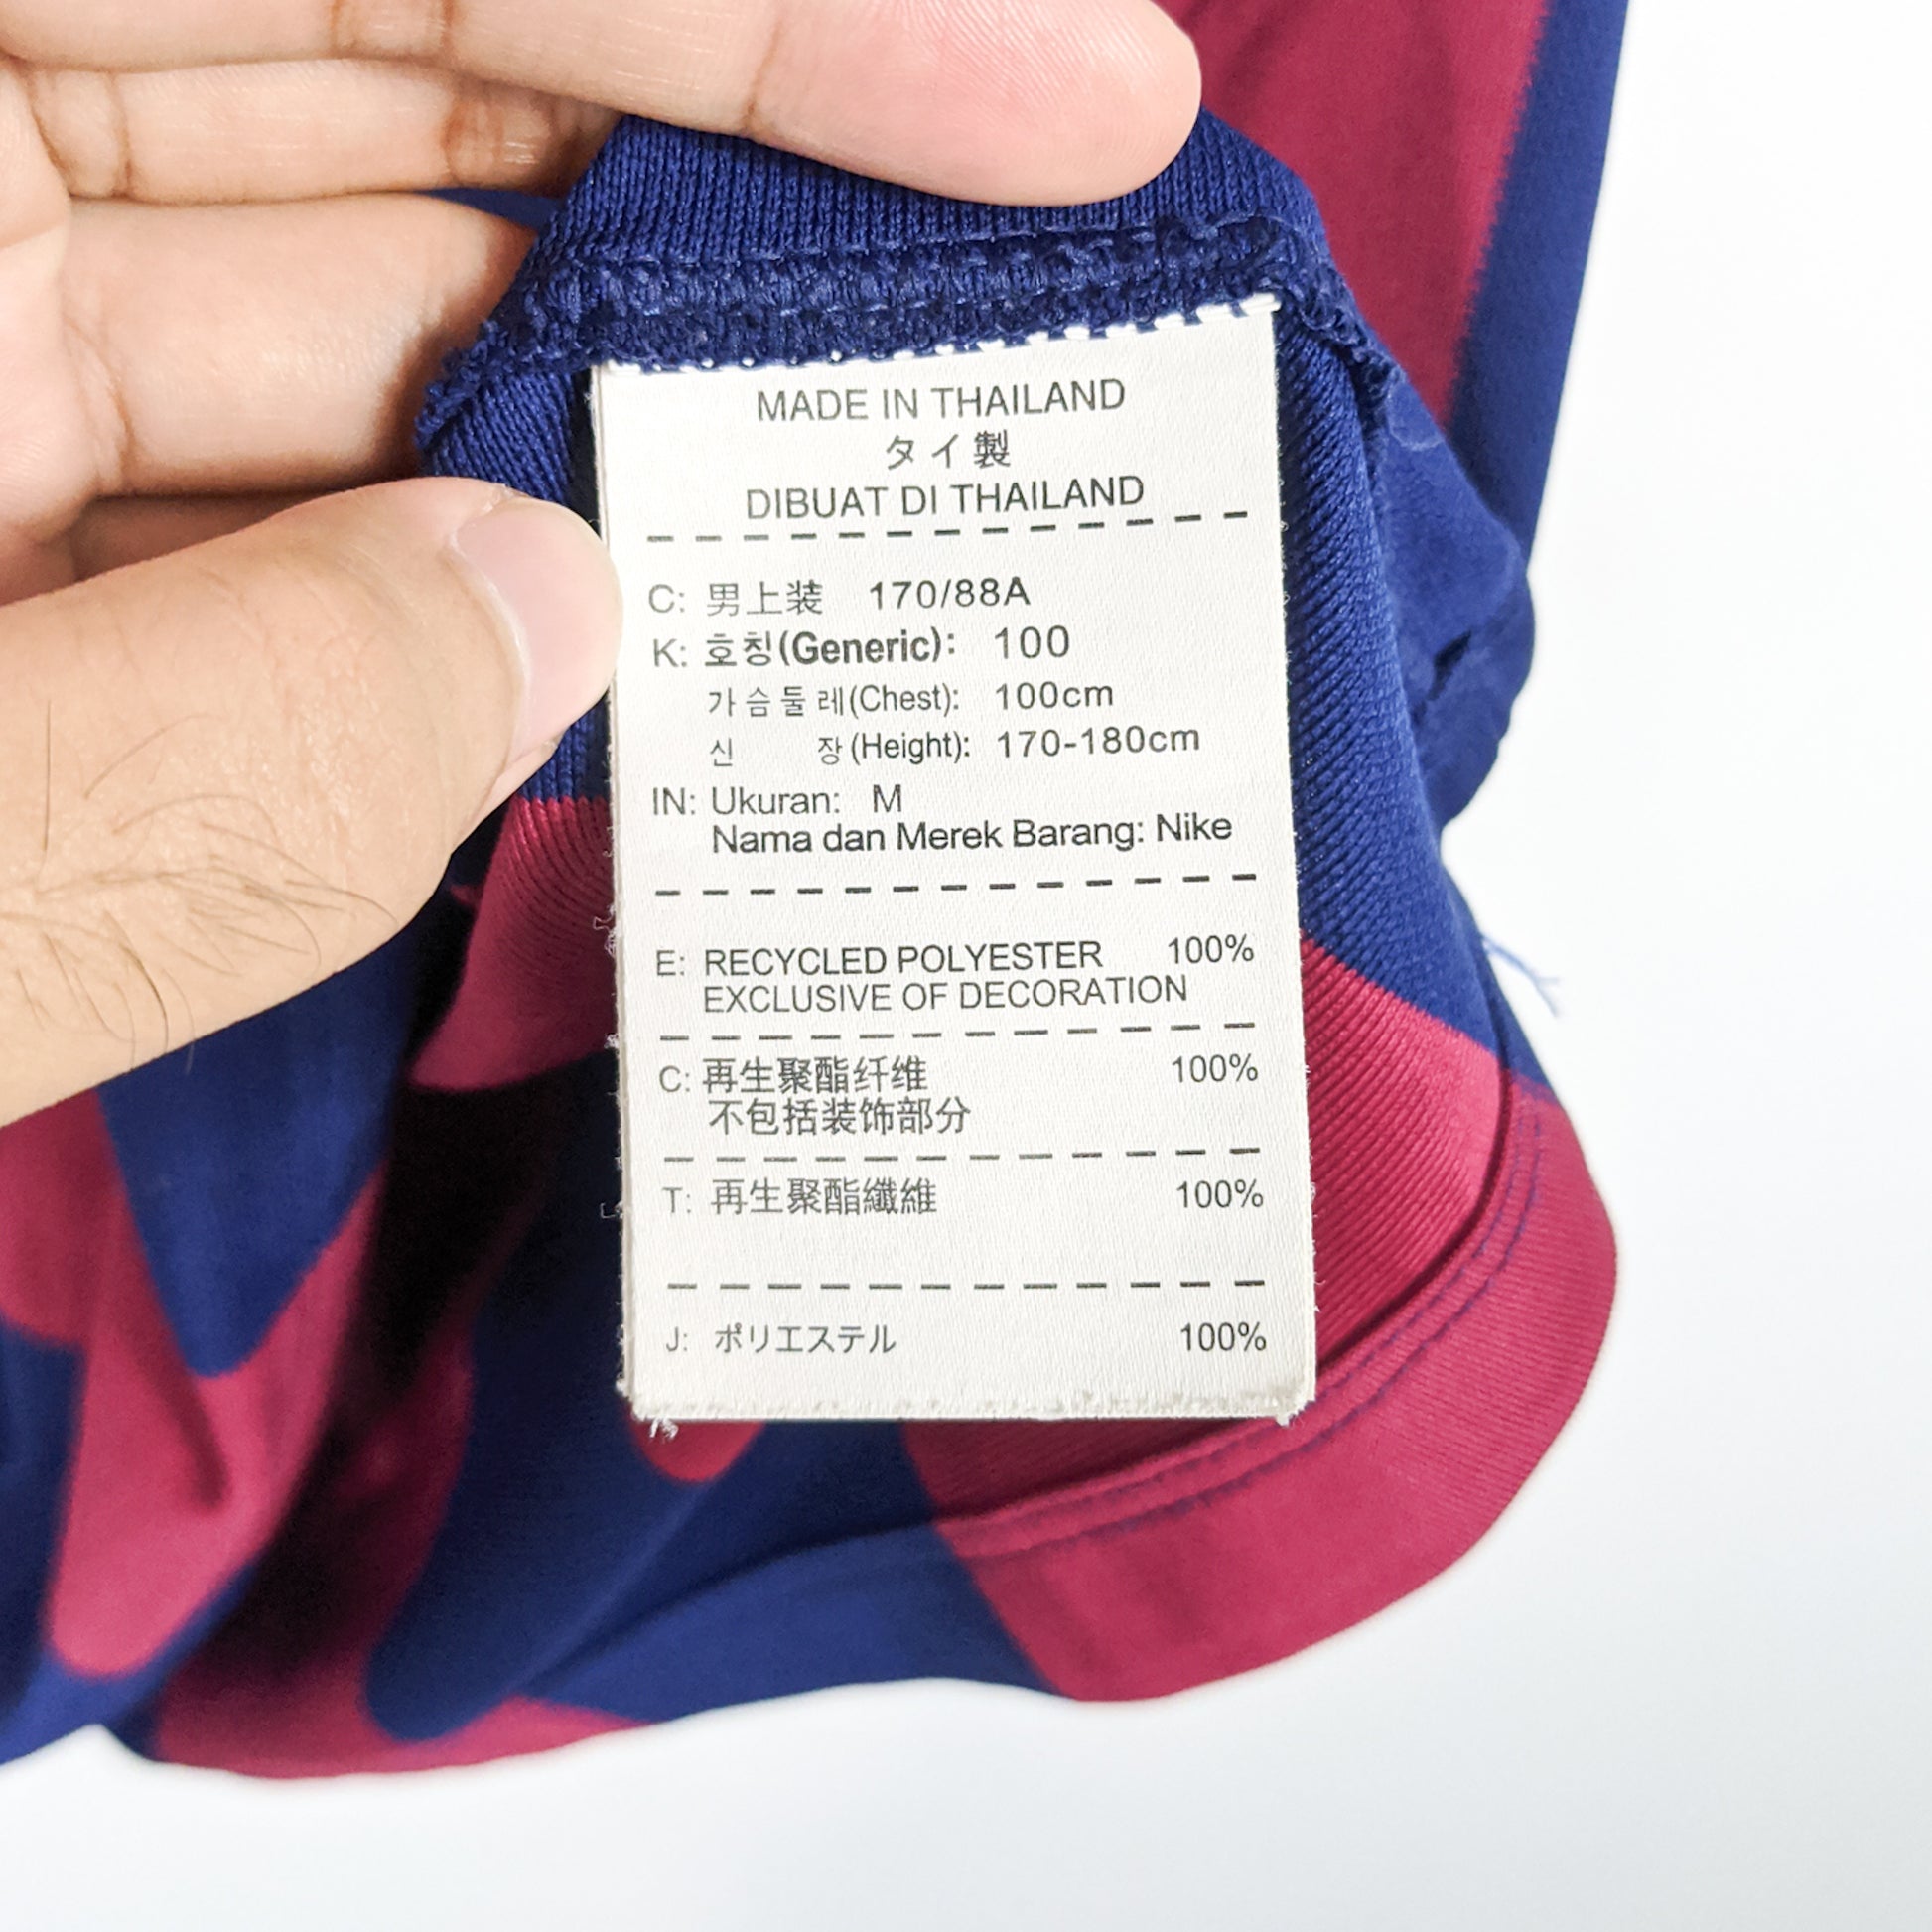 MADE IN THAILAND
タイ製
DIBUAT DI THAILAND
C: 男上装 170/88A
K: 호칭(Generic): 100
가슴둘레(Chest): 100cm
신 장(Height): 170-180cm
IN: Ukuran: M
Nama dan Merek Barang: Nike
E: RECYCLED POLYESTER 100%
EXCLUSIVE OF DECORATION
C: 再生聚酯纤维 100%
不包括装饰部分
T: 再生聚酯纖維 100%
J: ポリエステル 100%